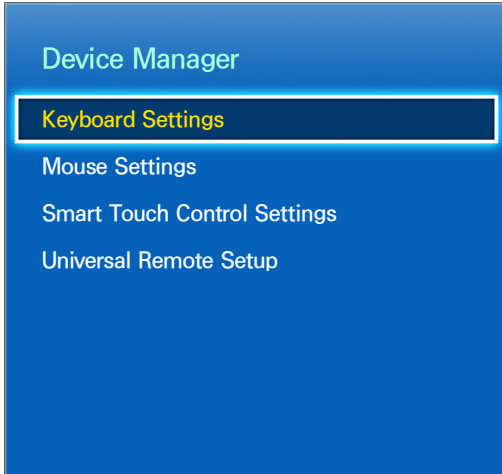 Device Manager
Keyboard Settings
Mouse Settings
Smart Touch Control Settings
Universal Remote Setup